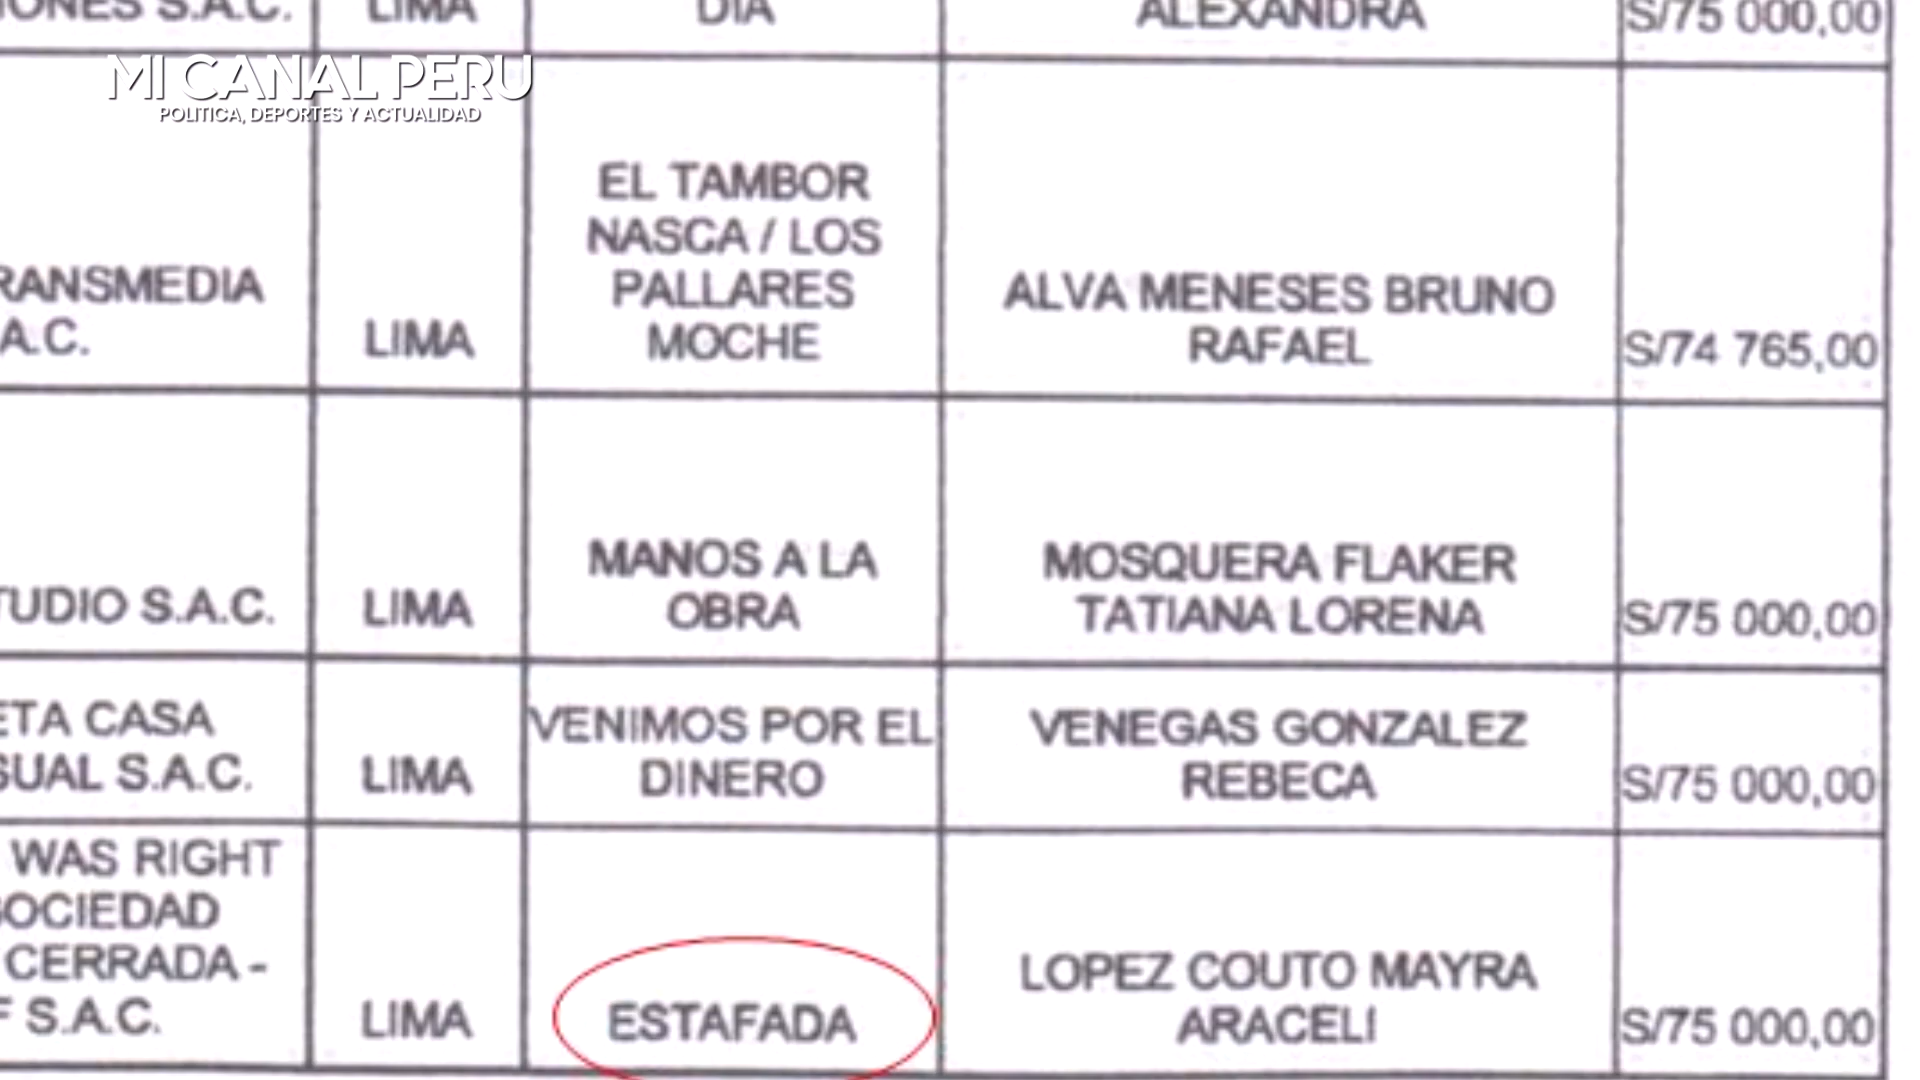 S.A.C.
LIMA
DIA
ALEXANDRA
S/75 000,00
MI CANAL PERU
POLITICA, DEPORTES Y ACTUALIDAD
A.C.
LIMA
EL TAMBOR
NASCA / LOS
PALLARES
MOCHE
ALVA MENESES BRUNO
RAFAEL
S/74 765,00
S.A.C.
LIMA
MANOS A LA
OBRA
MOSQUERA FLAKER
TATIANA LORENA
S/75 000,00
CASA
S.A.C.
LIMA
VENIMOS POR EL
DINERO
VENEGAS GONZALEZ
REBECA
S/75 000,00
WAS RIGHT
SOCIEDAD
CERRADA -
F S.A.C.
LIMA
ESTAFADA
LOPEZ COUTO MAYRA
ARACELI
S/75 000,00